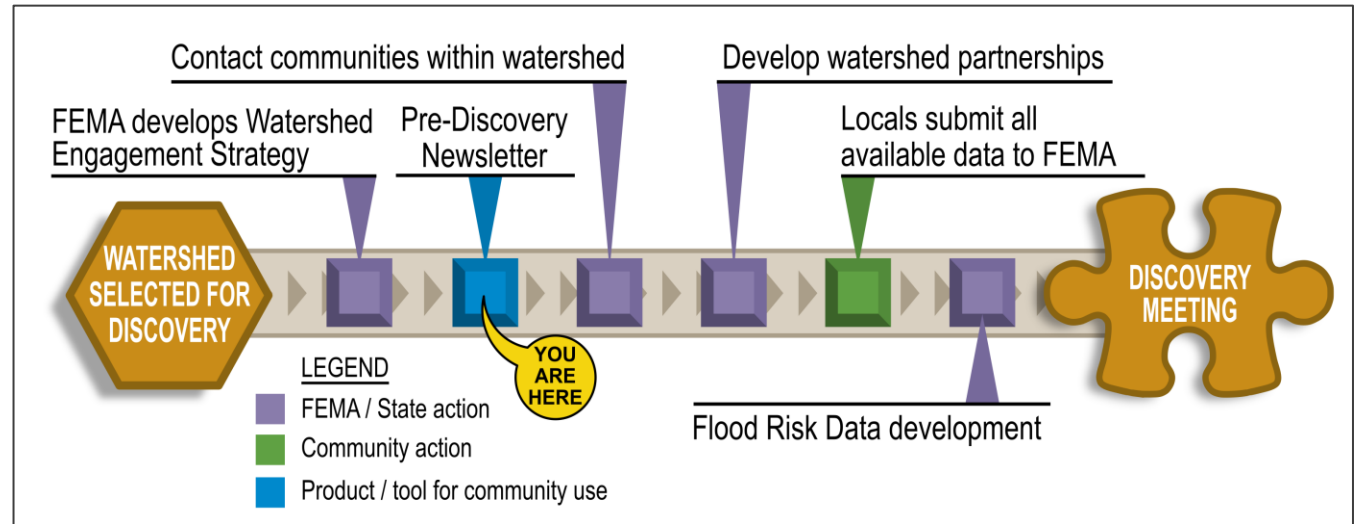 Contact communities within watershed
Develop watershed partnerships
FEMA develops Watershed
Engagement Strategy
Pre-Discovery
Newsletter
Locals submit all
available data to FEMA
WATERSHED
SELECTED FOR
DISCOVERY
DISCOVERY
MEETING
YOU
ARE
HERE
LEGEND
FEMA / State action
Community action
Product / tool for community use
Flood Risk Data development